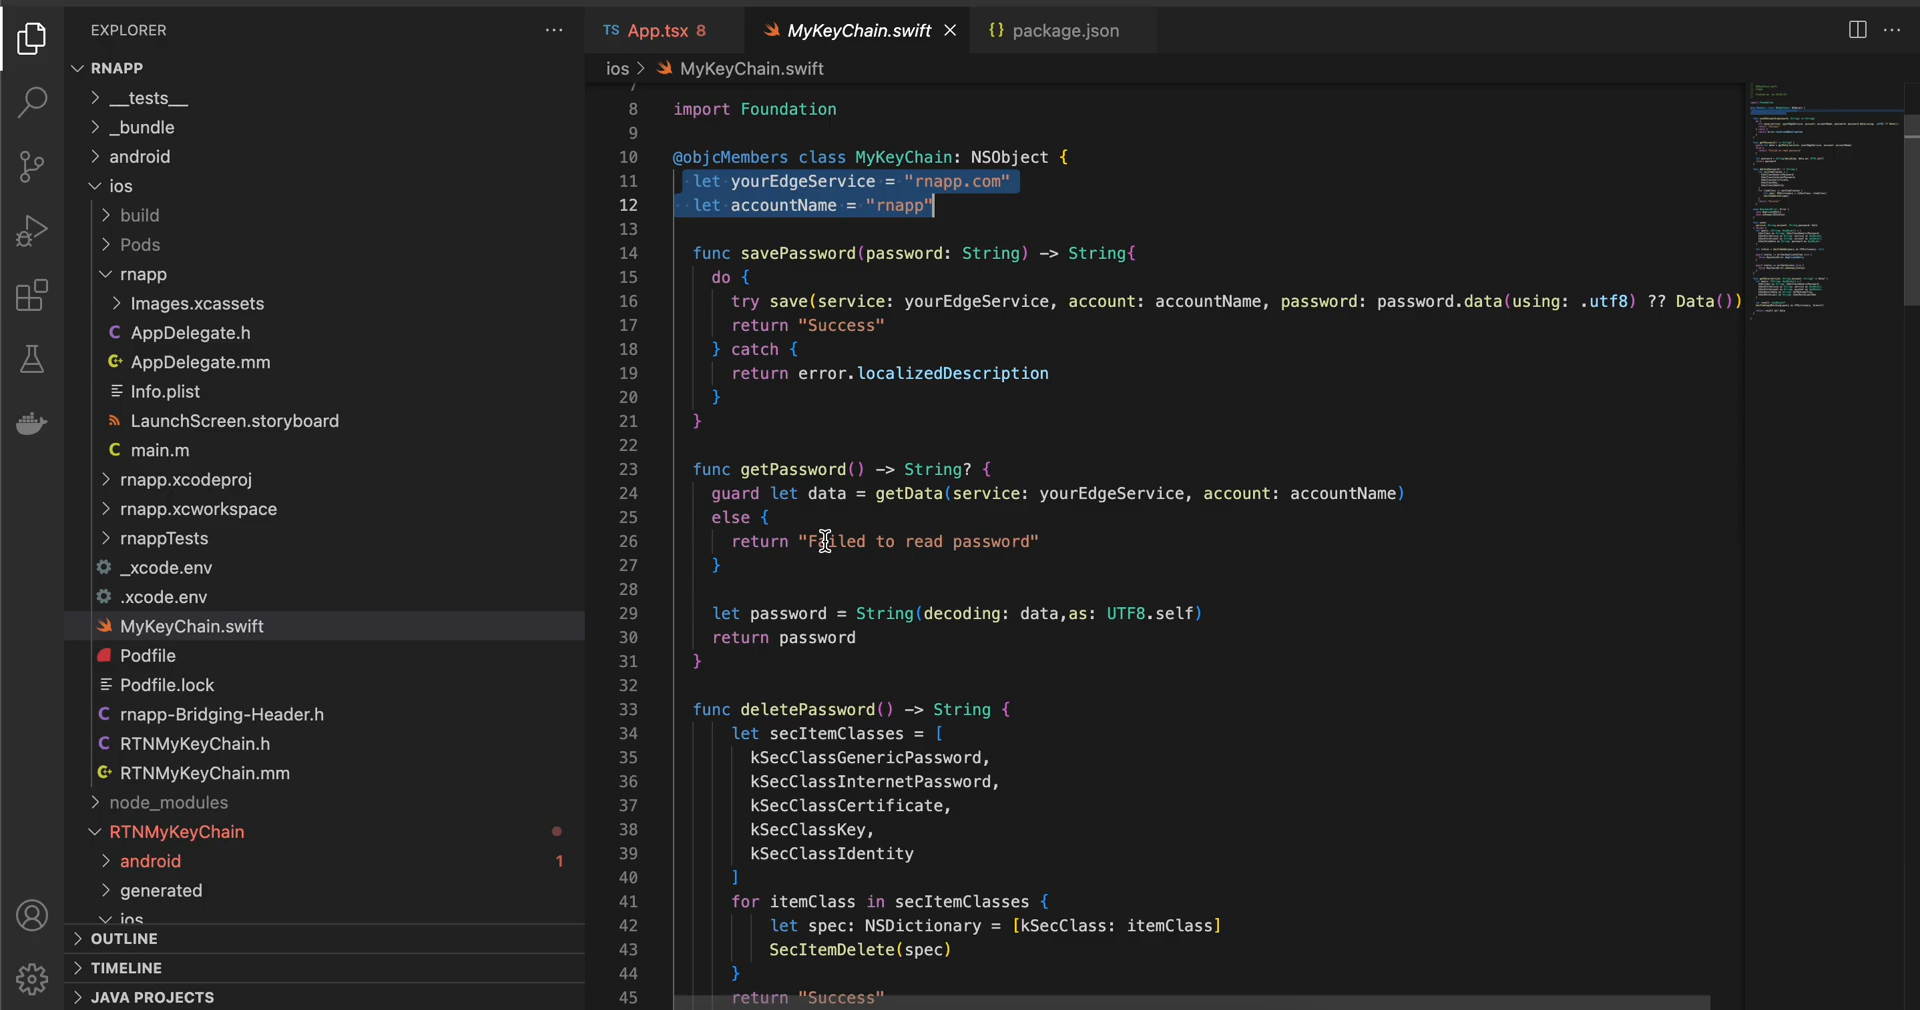 EXPLORER
RNAPP
__tests__
_bundle
android
ios
build
Pods
rnapp
Images.xcassets
C AppDelegate.h
G+ AppDelegate.mm
Info.plist
LaunchScreen.storyboard
C main.m
rnapp.xcodeproj
rnapp.xcworkspace
rnappTests
_xcode.env
.xcode.env
MyKeyChain.swift
Podfile
Podfile.lock
C rnapp-Bridging-Header.h
C RTNMyKeyChain.h
G+ RTNMyKeyChain.mm
node_modules
RTNMyKeyChain
android 1
generated
ios
OUTLINE
TIMELINE
JAVA PROJECTS
TS App.tsx 8
MyKeyChain.swift
{} package.json
ios > MyKeyChain.swift
7
8 import Foundation
9
10 @objcMembers class MyKeyChain: NSObject {
11 let yourEdgeService = "rnapp.com"
12 let accountName = "rnapp"
13
14 func savePassword(password: String) -> String{
15 do {
16 try save(service: yourEdgeService, account: accountName, password: password.data(using: .utf8) ?? Data())
17 return "Success"
18 } catch {
19 return error.localizedDescription
20 }
21 }
22
23 func getPassword() -> String? {
24 guard let data = getData(service: yourEdgeService, account: accountName)
25 else {
26 return "Failed to read password"
27 }
28
29 let password = String(decoding: data,as: UTF8.self)
30 return password
31 }
32
33 func deletePassword() -> String {
34 let secItemClasses = [
35 kSecClassGenericPassword,
36 kSecClassInternetPassword,
37 kSecClassCertificate,
38 kSecClassKey,
39 kSecClassIdentity
40 ]
41 for itemClass in secItemClasses {
42 let spec: NSDictionary = [kSecClass: itemClass]
43 SecItemDelete(spec)
44 }
45 return "Success"